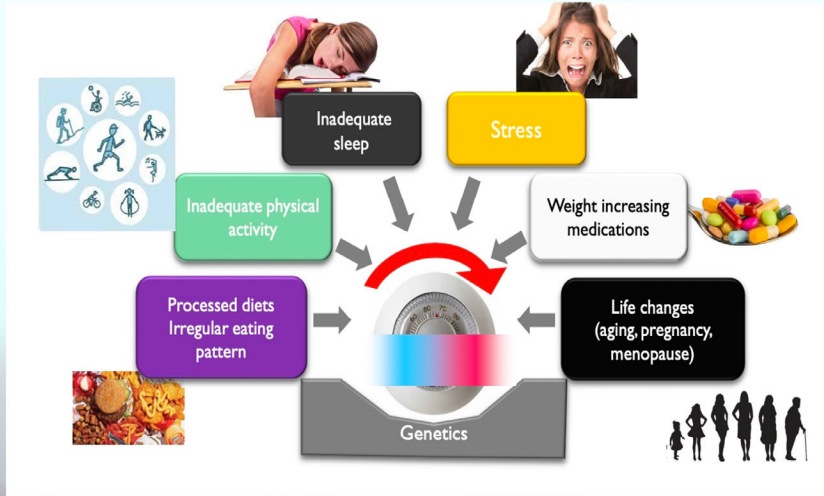 Inadequate
sleep
Stress
Inadequate physical
activity
Weight increasing
medications
Processed diets
Irregular eating
pattern
Life changes
(aging, pregnancy,
menopause)
Genetics